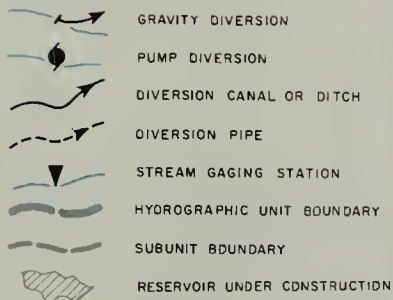 GRAVITY DIVERSION
PUMP DIVERSION
DIVERSION CANAL OR DITCH
DIVERSION PIPE
STREAM GAGING STATION
HYDROGRAPHIC UNIT BOUNDARY
SUBUNIT BOUNDARY
RESERVOIR UNDER CONSTRUCTION